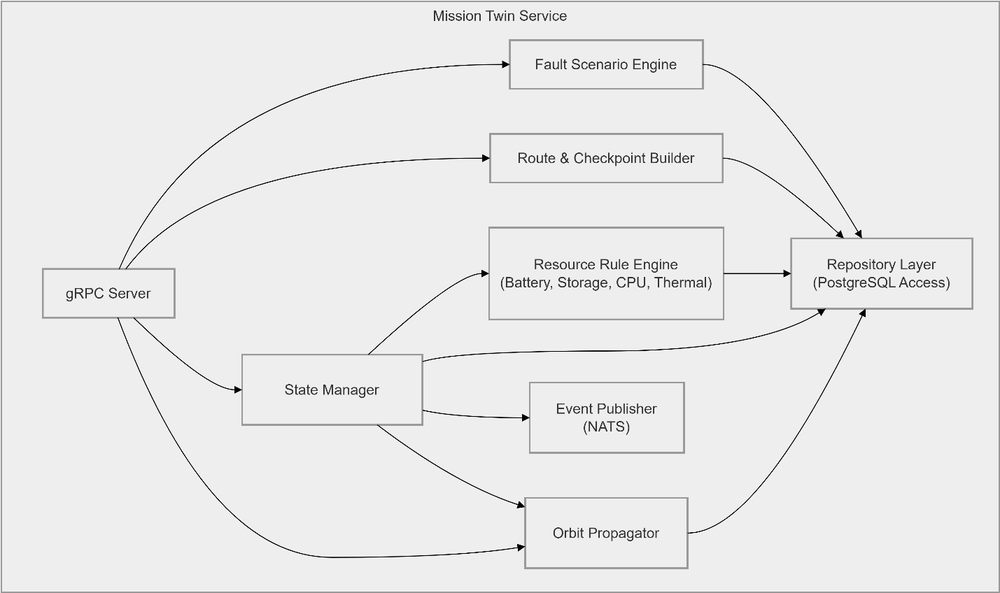 Mission Twin Service
Fault Scenario Engine
Route & Checkpoint Builder
Resource Rule Engine
(Battery, Storage, CPU, Thermal)
Repository Layer
(PostgreSQL Access)
gRPC Server
State Manager
Event Publisher
(NATS)
Orbit Propagator